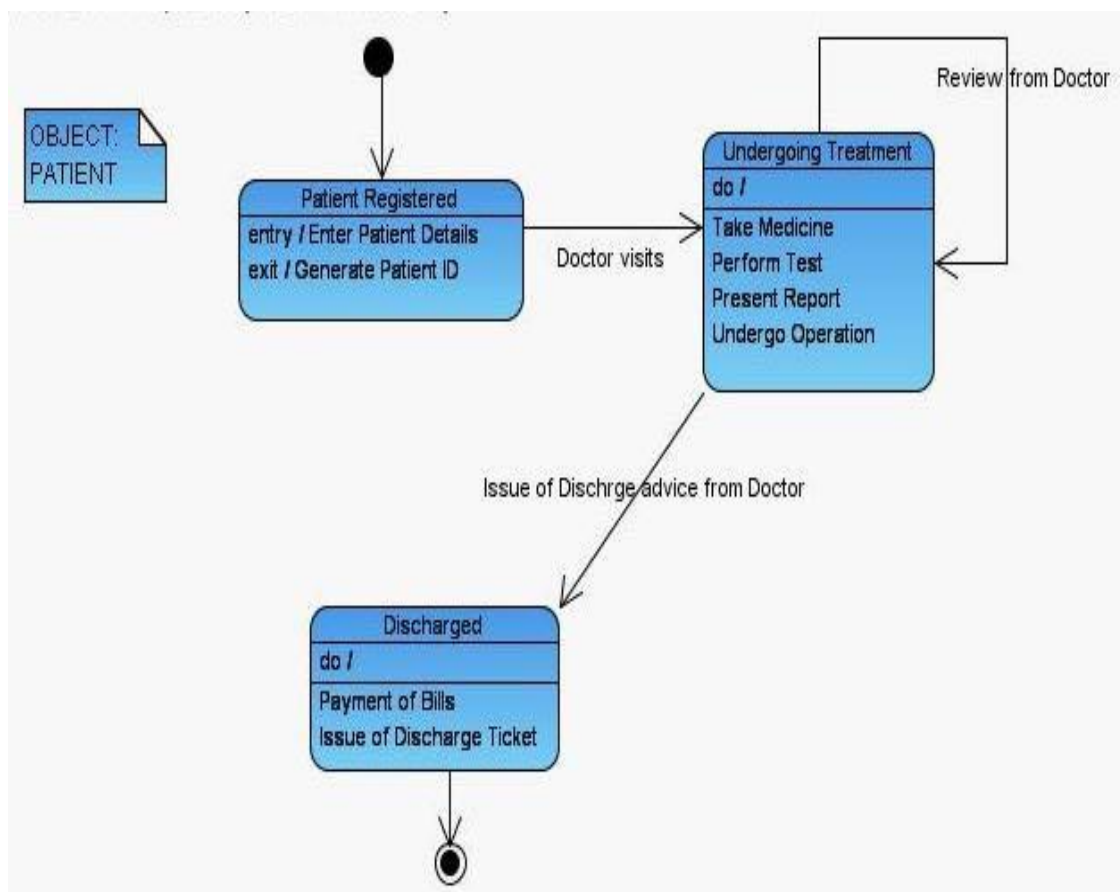 OBJECT:
PATIENT
Review from Doctor
Patient Registered
entry / Enter Patient Details
exit / Generate Patient ID
Doctor visits
Undergoing Treatment
do /
Take Medicine
Perform Test
Present Report
Undergo Operation
Issue of Dischrge advice from Doctor
Discharged
do /
Payment of Bills
Issue of Discharge Ticket